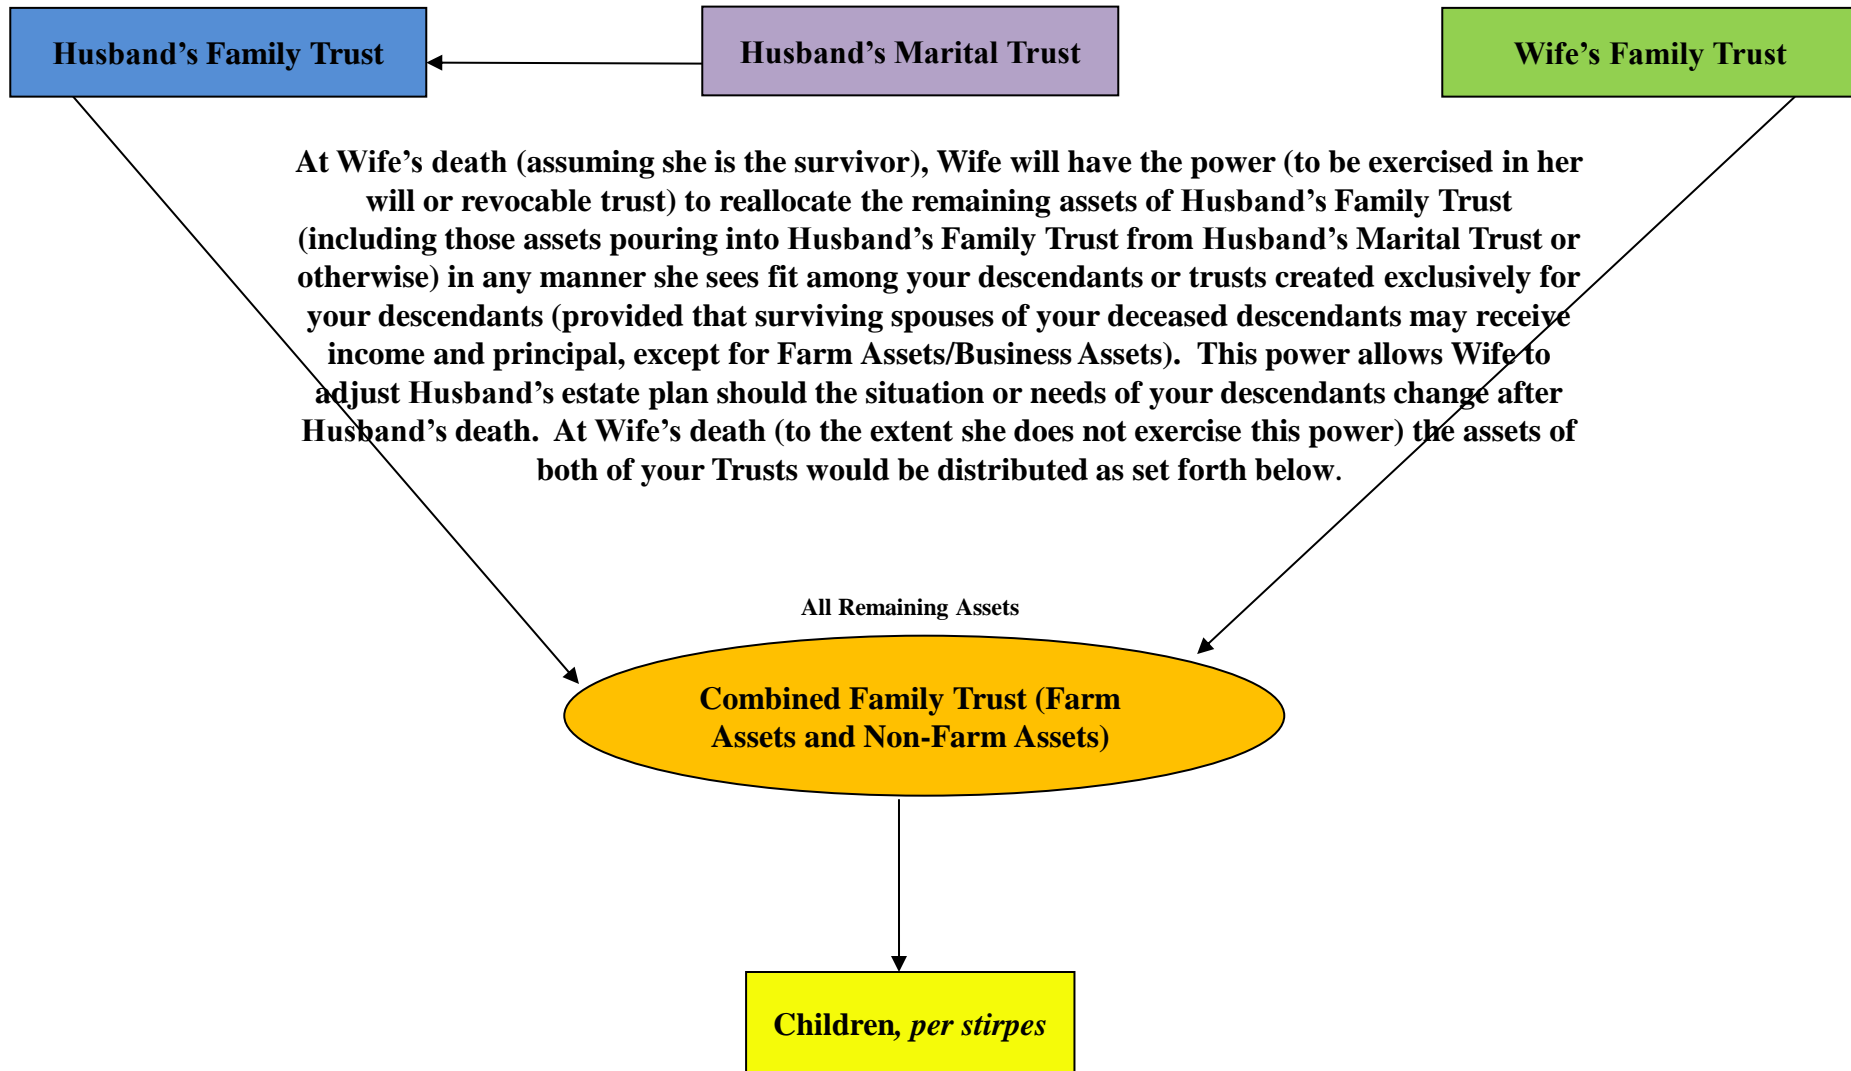 Husband’s Family Trust
Husband’s Marital Trust
Wife’s Family Trust
At Wife’s death (assuming she is the survivor), Wife will have the power (to be exercised in her
will or revocable trust) to reallocate the remaining assets of Husband’s Family Trust
(including those assets pouring into Husband’s Family Trust from Husband’s Marital Trust or
otherwise) in any manner she sees fit among your descendants or trusts created exclusively for
your descendants (provided that surviving spouses of your deceased descendants may receive
income and principal, except for Farm Assets/Business Assets).  This power allows Wife to
adjust Husband’s estate plan should the situation or needs of your descendants change after
Husband’s death.  At Wife’s death (to the extent she does not exercise this power) the assets of
both of your Trusts would be distributed as set forth below.
All Remaining Assets
Combined Family Trust (Farm
Assets and Non-Farm Assets)
Children, per stirpes